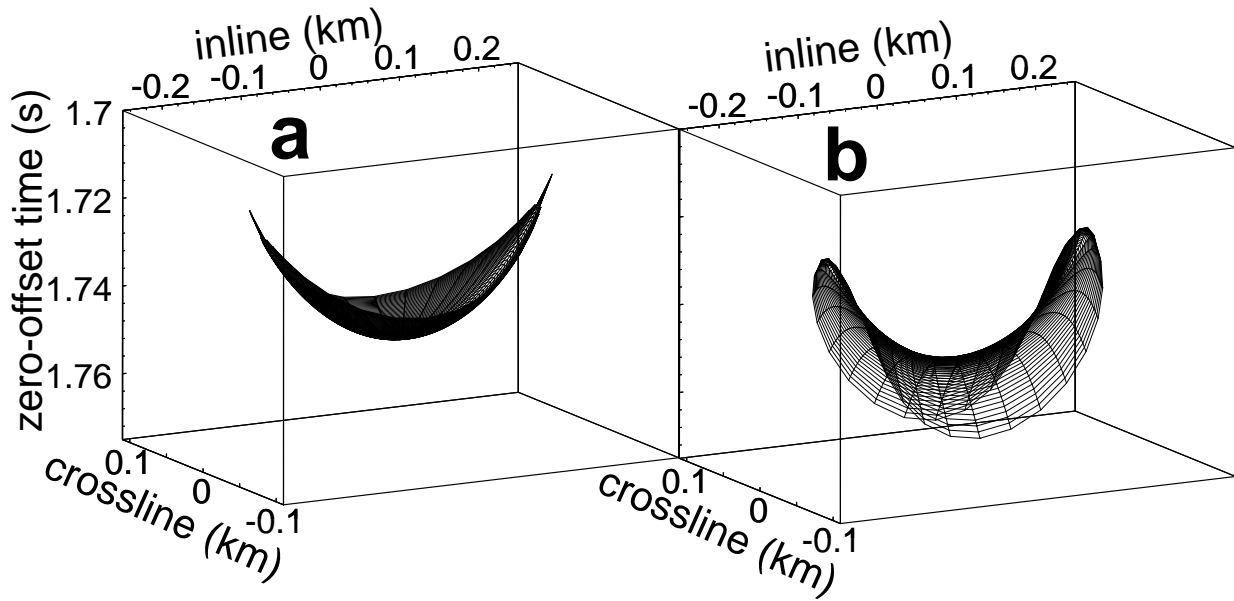 inline (km)
-0.2 -0.1 0 0.1 0.2
a
zero-offset time (s)
1.7
1.72
1.74
1.76
0.1 0 -0.1
crossline (km)
inline (km)
-0.2 -0.1 0 0.1 0.2
b
0.1 0 -0.1
crossline (km)